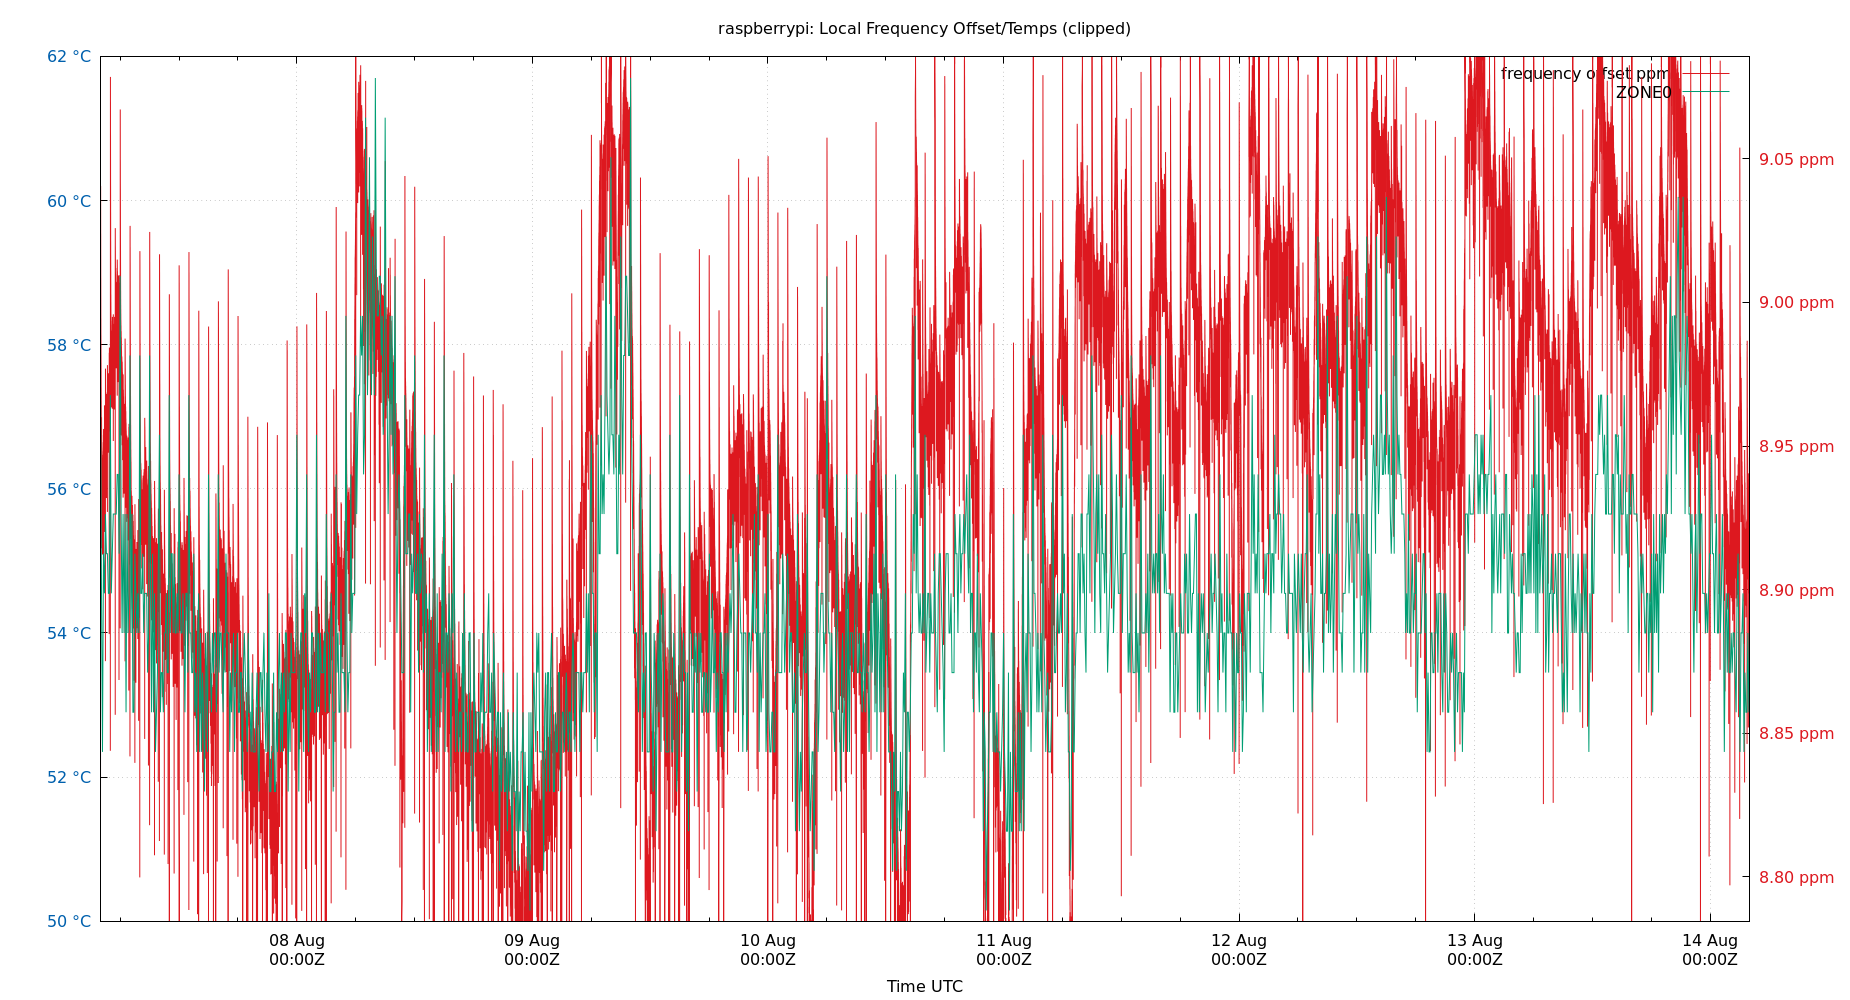 raspberrypi: Local Frequency Offset/Temps (clipped)
62 °C
60 °C
58 °C
56 °C
54 °C
52 °C
50 °C
frequency offset ppm
ZONE0
9.05 ppm
9.00 ppm
8.95 ppm
8.90 ppm
8.85 ppm
8.80 ppm
08 Aug
00:00Z
09 Aug
00:00Z
10 Aug
00:00Z
11 Aug
00:00Z
12 Aug
00:00Z
13 Aug
00:00Z
14 Aug
00:00Z
Time UTC